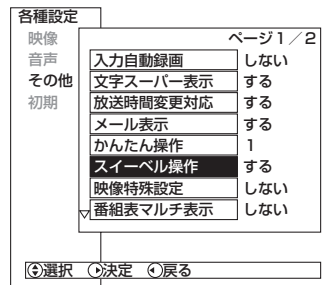 各種設定
映像
音声
その他
初期
ページ1/2
入力自動録画 しない
文字スーパー表示 する
放送時間変更対応 する
メール表示 する
かんたん操作 1
スイーベル操作 する
映像特殊設定 しない
番組表マルチ表示 しない
選択 決定 戻る